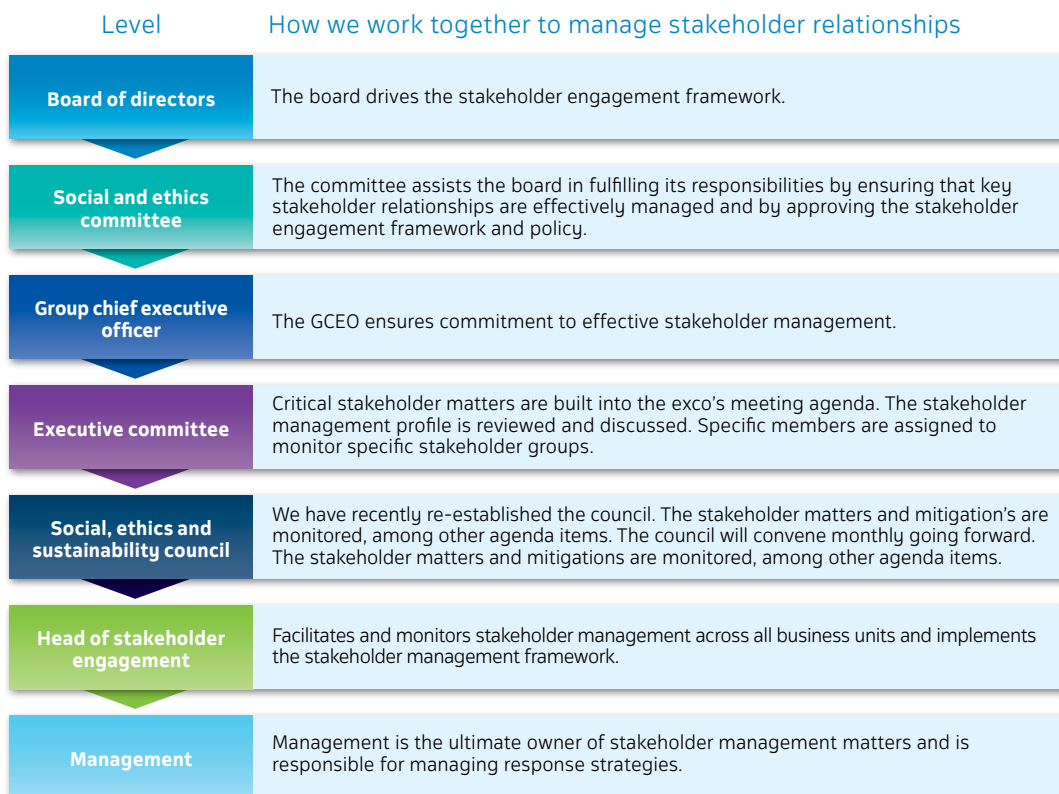 Level
How we work together to manage stakeholder relationships
Board of directors
The board drives the stakeholder engagement framework.
Social and ethics
committee
The committee assists the board in fulfilling its responsibilities by ensuring that key
stakeholder relationships are effectively managed and by approving the stakeholder
engagement framework and policy.
Group chief executive
officer
The GCEO ensures commitment to effective stakeholder management.
Executive committee
Critical stakeholder matters are built into the exco's meeting agenda. The stakeholder
management profile is reviewed and discussed. Specific members are assigned to
monitor specific stakeholder groups.
Social, ethics and
sustainability council
We have recently re-established the council. The stakeholder matters and mitigation's are
monitored, among other agenda items. The council will convene monthly going forward.
The stakeholder matters and mitigations are monitored, among other agenda items.
Head of stakeholder
engagement
Facilitates and monitors stakeholder management across all business units and implements
the stakeholder management framework.
Management
Management is the ultimate owner of stakeholder management matters and is
responsible for managing response strategies.